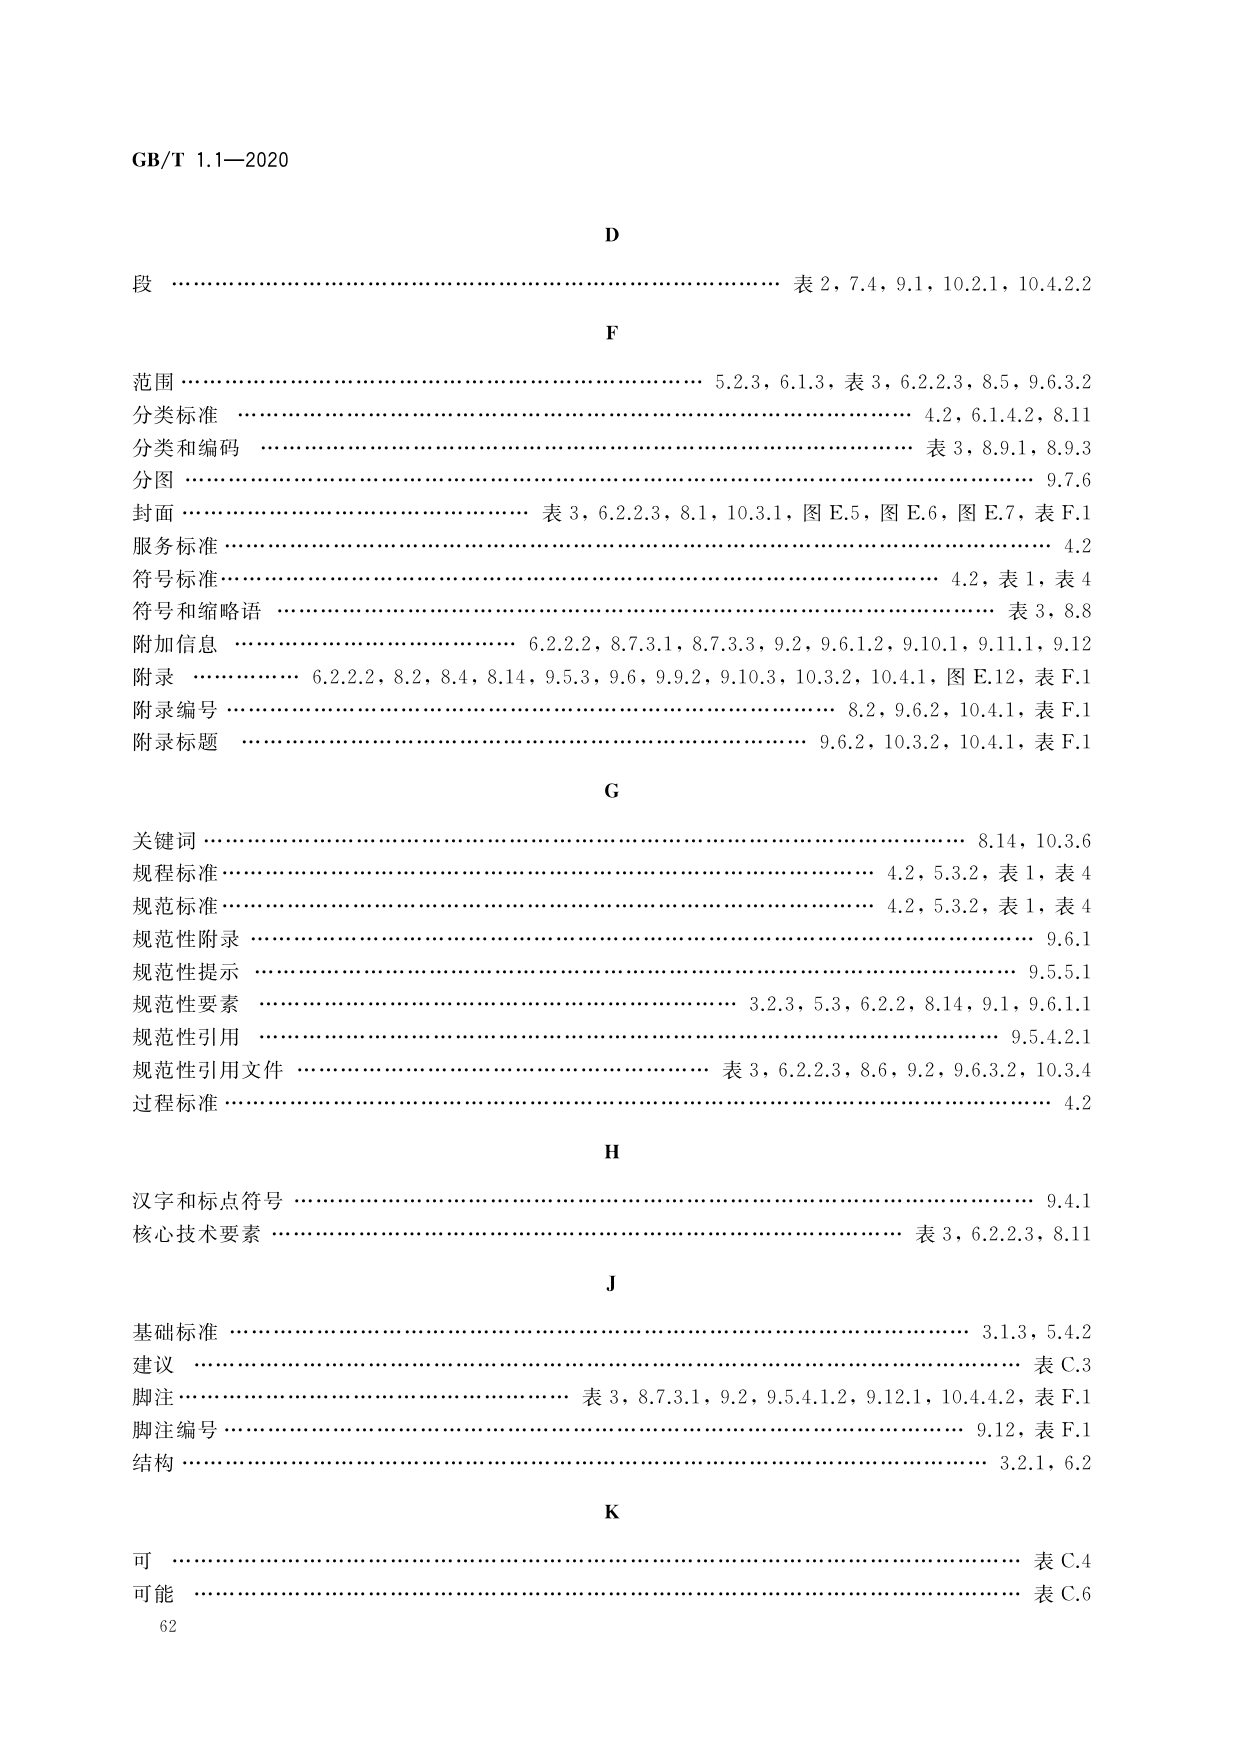 GB/T 1.1—2020
D
段 …………………………………………………………………………… 表 2，7.4，9.1，10.2.1，10.4.2.2
F
范围 ………………………………………………………………… 5.2.3，6.1.3，表 3，6.2.2.3，8.5，9.6.3.2
分类标准 …………………………………………………………………………………… 4.2，6.1.4.2，8.11
分类和编码 ………………………………………………………………………………… 表 3，8.9.1，8.9.3
分图 ………………………………………………………………………………………………………… 9.7.6
封面 ………………………………………… 表 3，6.2.2.3，8.1，10.3.1，图 E.5，图 E.6，图 E.7，表 F.1
服务标准 ……………………………………………………………………………………………………… 4.2
符号标准 ………………………………………………………………………………………… 4.2，表 1，表 4
符号和缩略语 ………………………………………………………………………………………… 表 3，8.8
附加信息 ………………………………… 6.2.2.2，8.7.3.1，8.7.3.3，9.2，9.6.1.2，9.10.1，9.11.1，9.12
附录 …………… 6.2.2.2，8.2，8.4，8.14，9.5.3，9.6，9.9.2，9.10.3，10.3.2，10.4.1，图 E.12，表 F.1
附录编号 …………………………………………………………………………… 8.2，9.6.2，10.4.1，表 F.1
附录标题 ……………………………………………………………………… 9.6.2，10.3.2，10.4.1，表 F.1
G
关键词 ……………………………………………………………………………………………… 8.14，10.3.6
规程标准 ………………………………………………………………………………… 4.2，5.3.2，表 1，表 4
规范标准 ………………………………………………………………………………… 4.2，5.3.2，表 1，表 4
规范性附录 ………………………………………………………………………………………………… 9.6.1
规范性提示 ……………………………………………………………………………………………… 9.5.5.1
规范性要素 ………………………………………………………… 3.2.3，5.3，6.2.2，8.14，9.1，9.6.1.1
规范性引用 …………………………………………………………………………………………… 9.5.4.2.1
规范性引用文件 ………………………………………………… 表 3，6.2.2.3，8.6，9.2，9.6.3.2，10.3.4
过程标准 ……………………………………………………………………………………………………… 4.2
H
汉字和标点符号 …………………………………………………………………………………………… 9.4.1
核心技术要素 ……………………………………………………………………………… 表 3，6.2.2.3，8.11
J
基础标准 …………………………………………………………………………………………… 3.1.3，5.4.2
建议 ……………………………………………………………………………………………………… 表 C.3
脚注 ……………………………………………… 表 3，8.7.3.1，9.2，9.5.4.1.2，9.12.1，10.4.4.2，表 F.1
脚注编号 …………………………………………………………………………………………… 9.12，表 F.1
结构 …………………………………………………………………………………………………… 3.2.1，6.2
K
可 ………………………………………………………………………………………………………… 表 C.4
可能 ……………………………………………………………………………………………………… 表 C.6
62